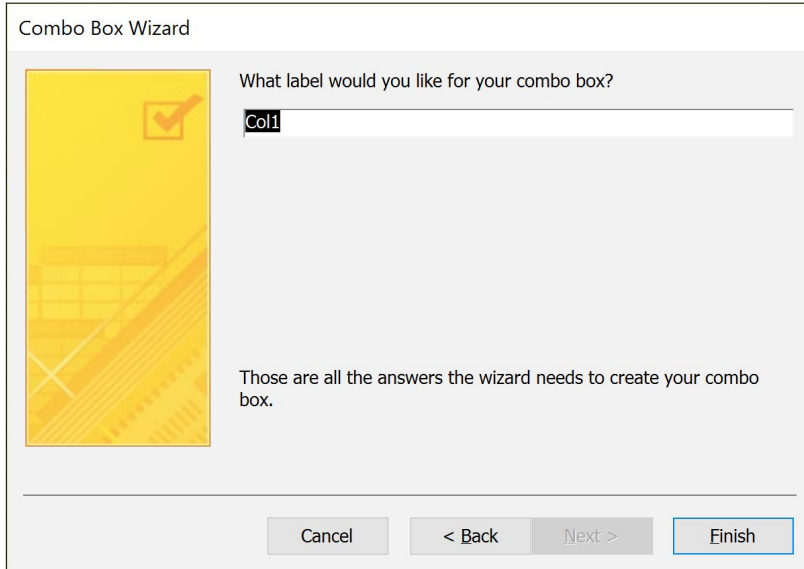 Combo Box Wizard
What label would you like for your combo box?
Col1
Those are all the answers the wizard needs to create your combo
box.
Cancel
< Back
Next >
Finish